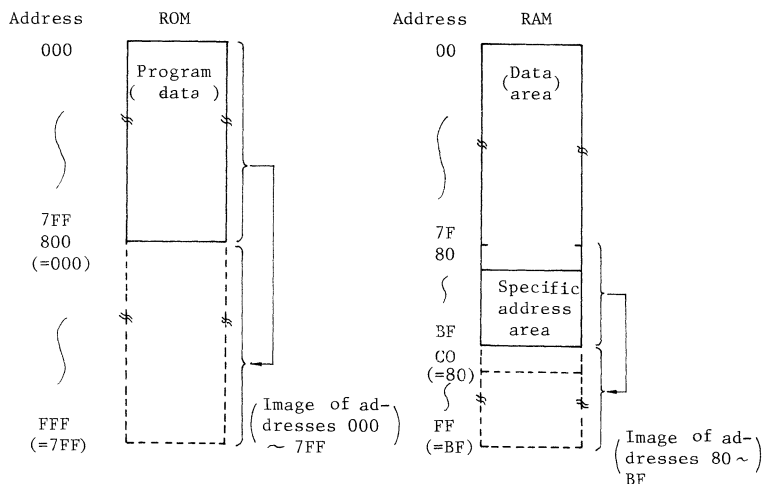 Address ROM
000
Program
( data )
7FF
800
(=000)
FFF
(=7FF)
(Image of ad-
dresses 000
~ 7FF)
Address RAM
00
(Data
area)
7F
80
Specific
address
area
BF
CO
(=80)
FF
(=BF)
(Image of ad-
dresses 80~
BF)